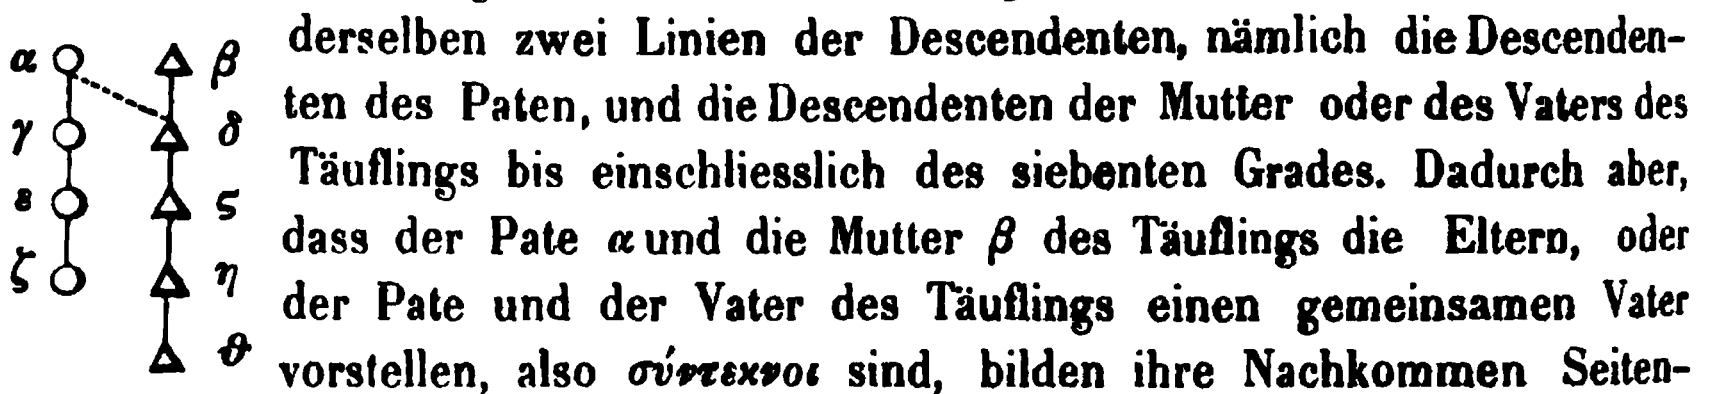 derselben zwei Linien der Descendenten, nämlich die Descenden-
ten des Paten, und die Descendenten der Mutter oder des Vaters des
Täuflings bis einschliesslich des siebenten Grades. Dadurch aber,
dass der Pate α und die Mutter β des Täuflings die Eltern, oder
der Pate und der Vater des Täuflings einen gemeinsamen Vater
vorstellen, also σύντεκνοι sind, bilden ihre Nachkommen Seiten-
α β
γ δ
ε ς
ζ η
ϑ